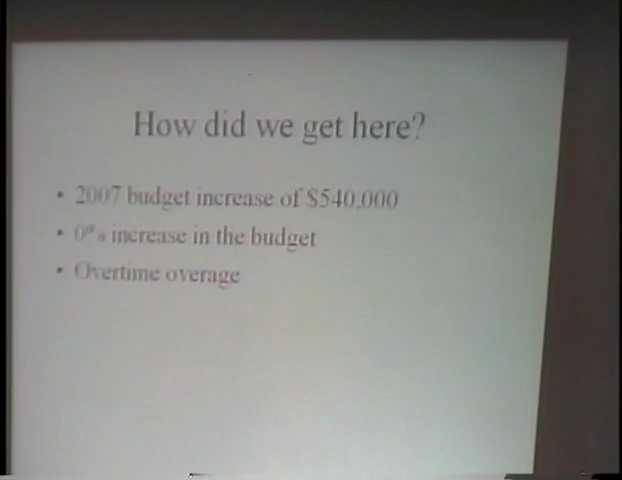 How did we get here?
• 2007 budget increase of $540,000
• 0% increase in the budget
• Overtime overage